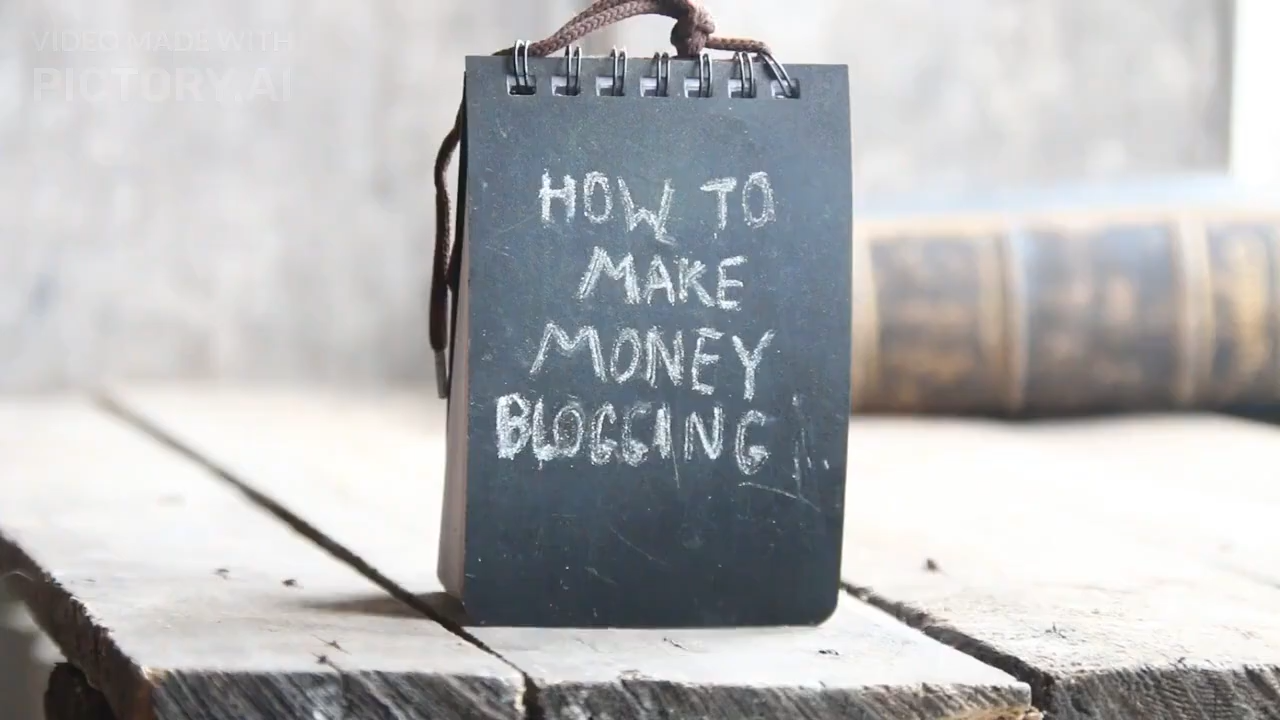 VIDEO MADE WITH
PICTORY.AI
HOW TO
MAKE
MONEY
BLOGGING